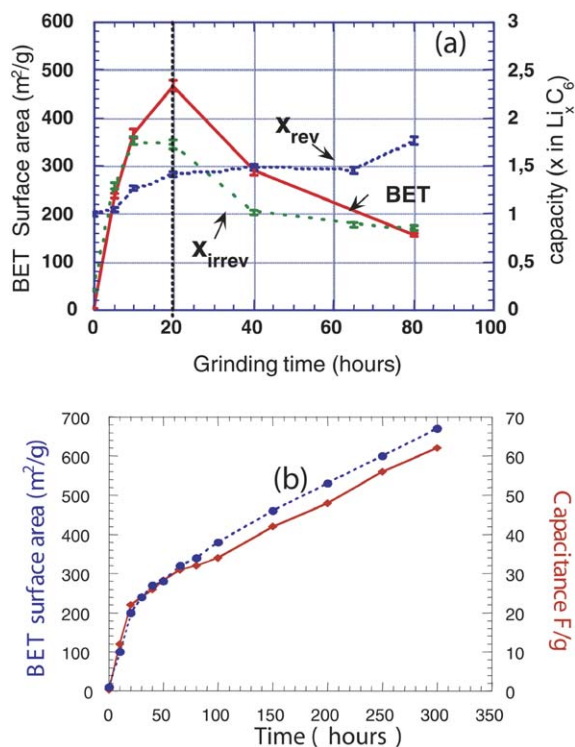 (a)
BET Surface area (m²/g)
600
500
400
300
200
100
0
3
2,5
2
1,5
1
0,5
0
capacity (x in LiₓC₆)
Xrev
BET
Xirrev
0 20 40 60 80 100
Grinding time (hours)
(b)
BET surface area (m²/g)
700
600
500
400
300
200
100
0
70
60
50
40
30
20
10
0
Capacitance F/g
0 50 100 150 200 250 300 350
Time ( hours)